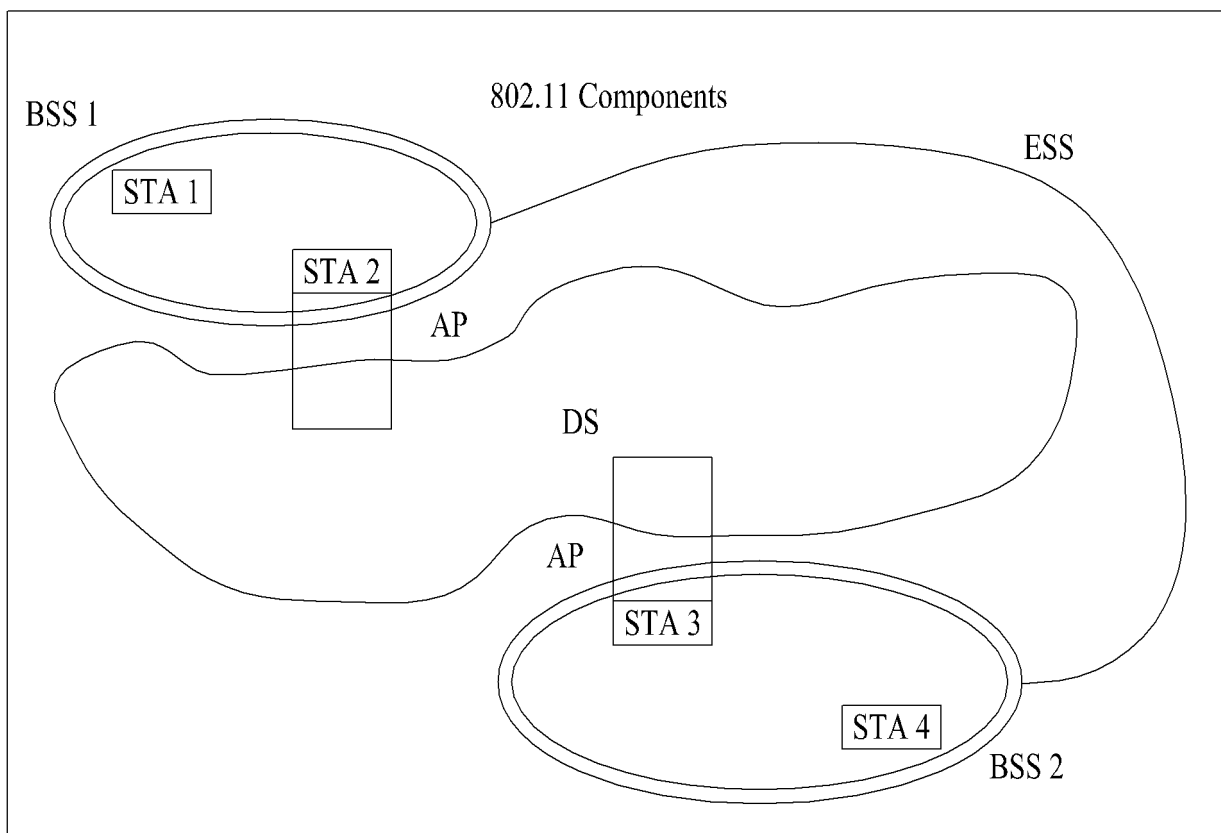 802.11 Components
BSS 1
ESS
STA 1
STA 2
AP
DS
AP
STA 3
STA 4
BSS 2